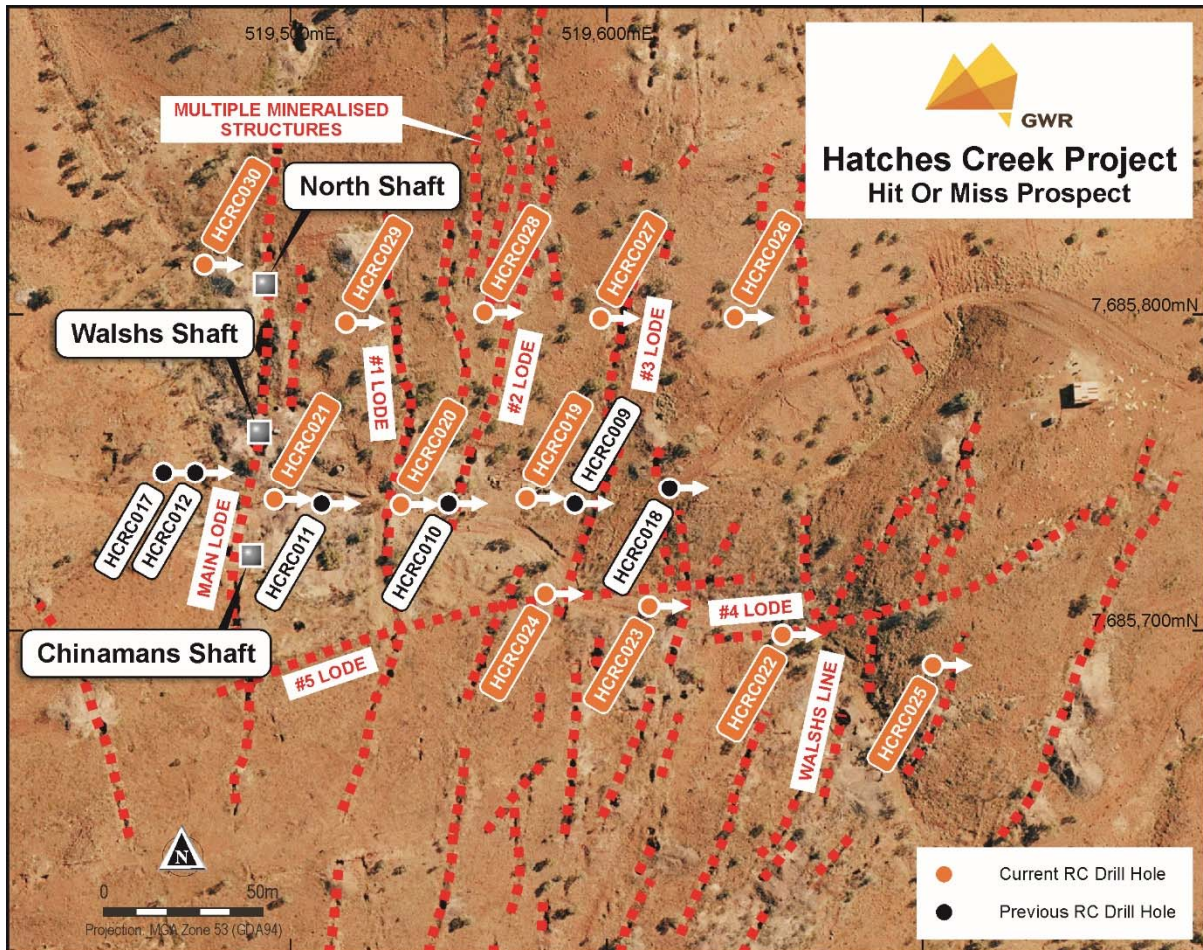 519,500mE
519,600mE
GWR
Hatches Creek Project
Hit Or Miss Prospect
MULTIPLE MINERALISED
STRUCTURES
North Shaft
HCRC030
HCRC029
HCRC028
HCRC027
HCRC026
7,685,800mN
Walshs Shaft
#1 LODE
#2 LODE
#3 LODE
HCRC021
HCRC020
HCRC019
HCRC009
HCRC017
HCRC012
MAIN LODE
HCRC011
HCRC010
HCRC018
Chinamans Shaft
#5 LODE
HCRC024
HCRC023
#4 LODE
HCRC022
WALSHS LINE
HCRC025
7,685,700mN
N
0 50m
Projection: MGA Zone 53 (GDA94)
Current RC Drill Hole
Previous RC Drill Hole